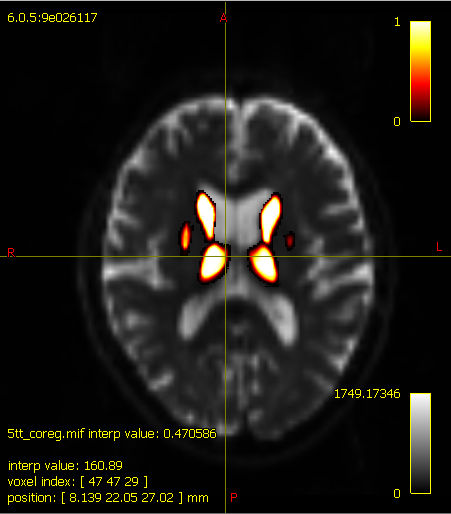 6.0.5:9e026117
A
1
0
R
L
1749.17346
5tt_coreg.mif interp value: 0.470586
interp value: 160.89
voxel index: [ 47 47 29 ]
0
position: [ 8.139 22.05 27.02 ] mm
P